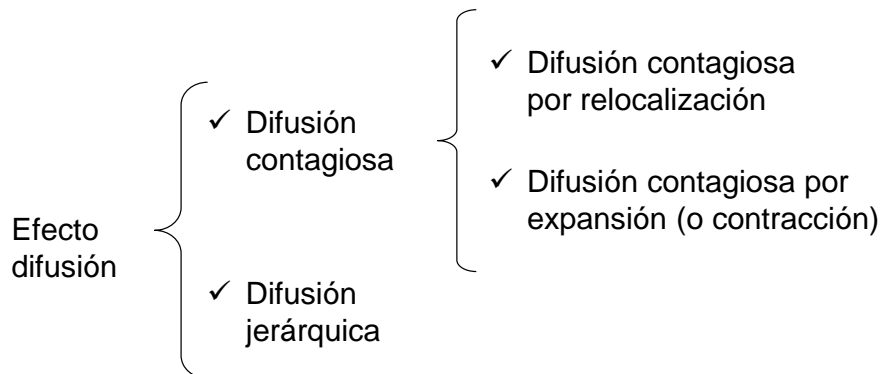 Efecto
difusión
✓ Difusión
contagiosa
✓ Difusión
jerárquica
✓ Difusión contagiosa
por relocalización
✓ Difusión contagiosa por
expansión (o contracción)